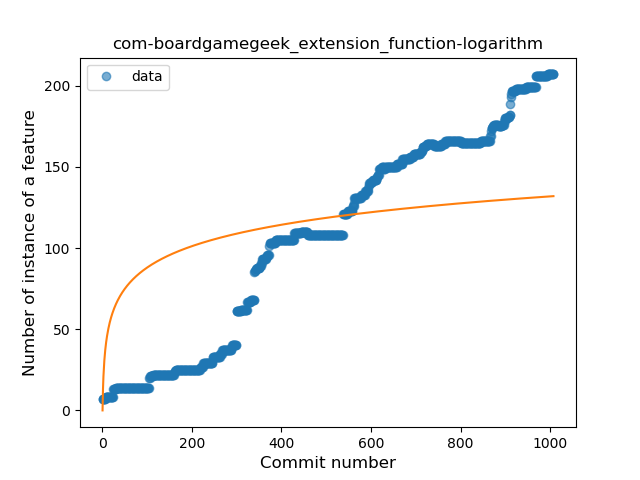 com-boardgamegeek_extension_function-logarithm
data
Number of instance of a feature
200
150
100
50
0
0 200 400 600 800 1000
Commit number